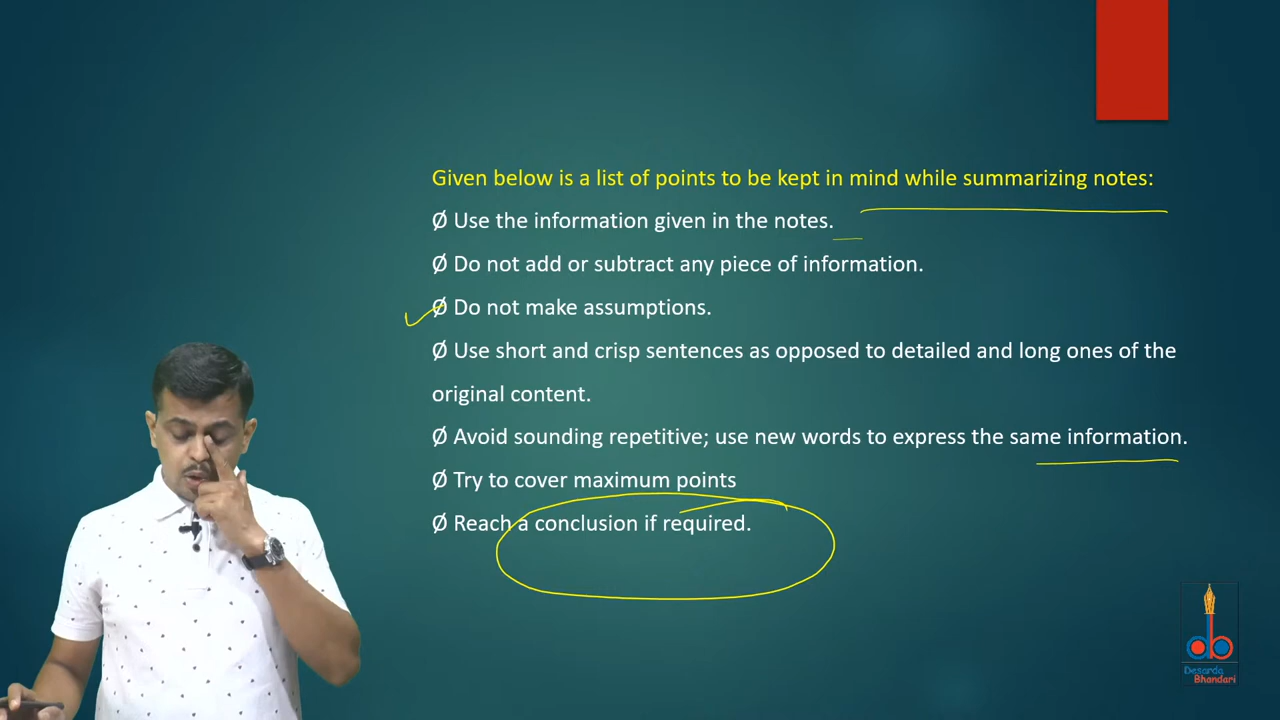 Given below is a list of points to be kept in mind while summarizing notes:
Ø Use the information given in the notes.
Ø Do not add or subtract any piece of information.
Ø Do not make assumptions.
Ø Use short and crisp sentences as opposed to detailed and long ones of the
original content.
Ø Avoid sounding repetitive; use new words to express the same information.
Ø Try to cover maximum points
Ø Reach a conclusion if required.
db
Desarda
Bhandari